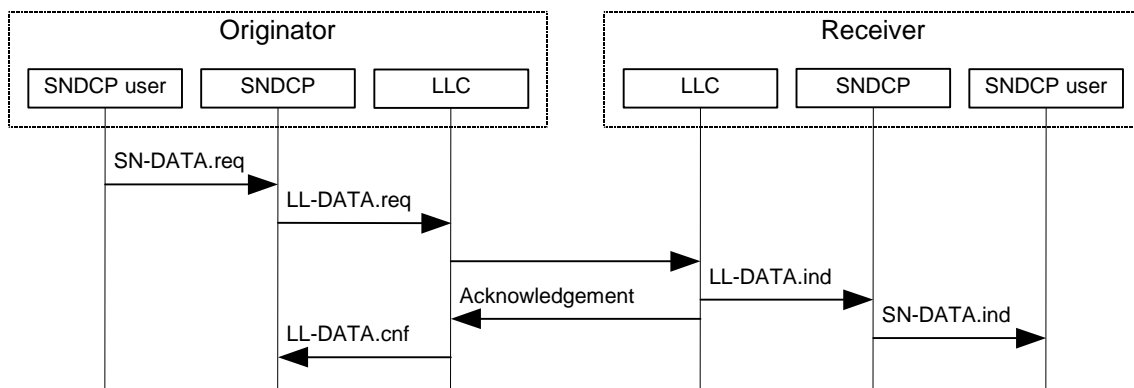 Originator
Receiver
SNDCP user
SNDCP
LLC
LLC
SNDCP
SNDCP user
SN-DATA.req
LL-DATA.req
LL-DATA.ind
Acknowledgement
SN-DATA.ind
LL-DATA.cnf